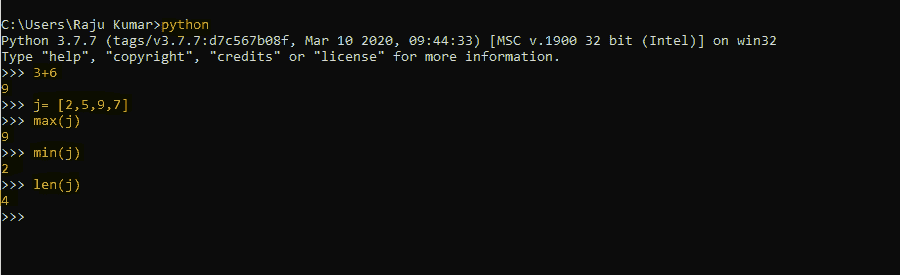 C:\Users\Raju Kumar>python
Python 3.7.7 (tags/v3.7.7:d7c567b08f, Mar 10 2020, 09:44:33) [MSC v.1900 32 bit (Intel)] on win32
Type "help", "copyright", "credits" or "license" for more information.
>>> 3+6
9
>>> j= [2,5,9,7]
>>> max(j)
9
>>> min(j)
2
>>> len(j)
4
>>>